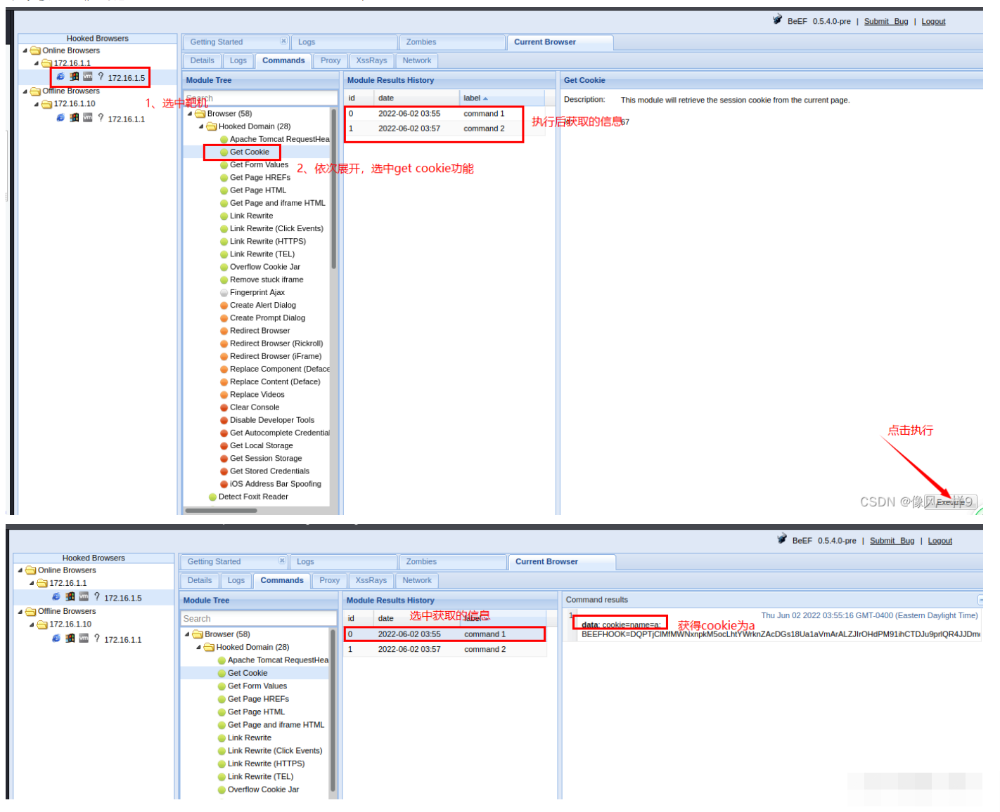 BeEF 0.5.4.0-pre | Submit Bug | Logout
Hooked Browsers
Online Browsers
172.16.1.1
172.16.1.5
Offline Browsers
172.16.1.10
172.16.1.1
1、选中靶机
Getting Started
Logs
Zombies
Current Browser
Details
Logs
Commands
Proxy
XssRays
Network
Module Tree
Search
Browser (58)
Hooked Domain (28)
Apache Tomcat RequestHea
Get Cookie
Get Form Values
Get Page HREFs
Get Page HTML
Get Page and iframe HTML
Link Rewrite
Link Rewrite (Click Events)
Link Rewrite (HTTPS)
Link Rewrite (TEL)
Overflow Cookie Jar
Remove stuck iframe
Fingerprint Ajax
Create Alert Dialog
Create Prompt Dialog
Redirect Browser
Redirect Browser (Rickroll)
Redirect Browser (iFrame)
Replace Component (Deface
Replace Content (Deface)
Replace Videos
Clear Console
Disable Developer Tools
Get Autocomplete Credential
Get Local Storage
Get Session Storage
Get Stored Credentials
iOS Address Bar Spoofing
Detect Foxit Reader
2、依次展开，选中get cookie功能
Module Results History
id date label
0 2022-06-02 03:55 command 1
1 2022-06-02 03:57 command 2
执行后获取的信息
Get Cookie
Description: This module will retrieve the session cookie from the current page.
67
点击执行
Execute
CSDN @像风一样9
BeEF 0.5.4.0-pre | Submit Bug | Logout
Hooked Browsers
Online Browsers
172.16.1.1
172.16.1.5
Offline Browsers
172.16.1.10
172.16.1.1
Getting Started
Logs
Zombies
Current Browser
Details
Logs
Commands
Proxy
XssRays
Network
Module Tree
Search
Browser (58)
Hooked Domain (28)
Apache Tomcat RequestHea
Get Cookie
Get Form Values
Get Page HREFs
Get Page HTML
Get Page and iframe HTML
Link Rewrite
Link Rewrite (Click Events)
Link Rewrite (HTTPS)
Link Rewrite (TEL)
Overflow Cookie Jar
Module Results History
id date label
选中获取的信息
0 2022-06-02 03:55 command 1
1 2022-06-02 03:57 command 2
Command results
1 Thu Jun 02 2022 03:55:16 GMT-0400 (Eastern Daylight Time)
data: cookie=name=a;
获得cookie为a